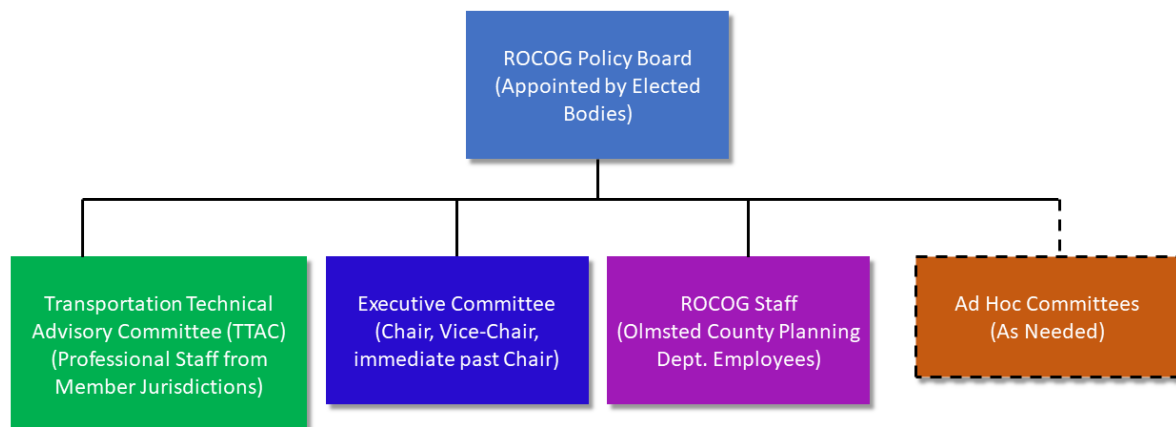 ROCOG Policy Board
(Appointed by Elected
Bodies)
Transportation Technical
Advisory Committee (TTAC)
(Professional Staff from
Member Jurisdictions)
Executive Committee
(Chair, Vice-Chair,
immediate past Chair)
ROCOG Staff
(Olmsted County Planning
Dept. Employees)
Ad Hoc Committees
(As Needed)